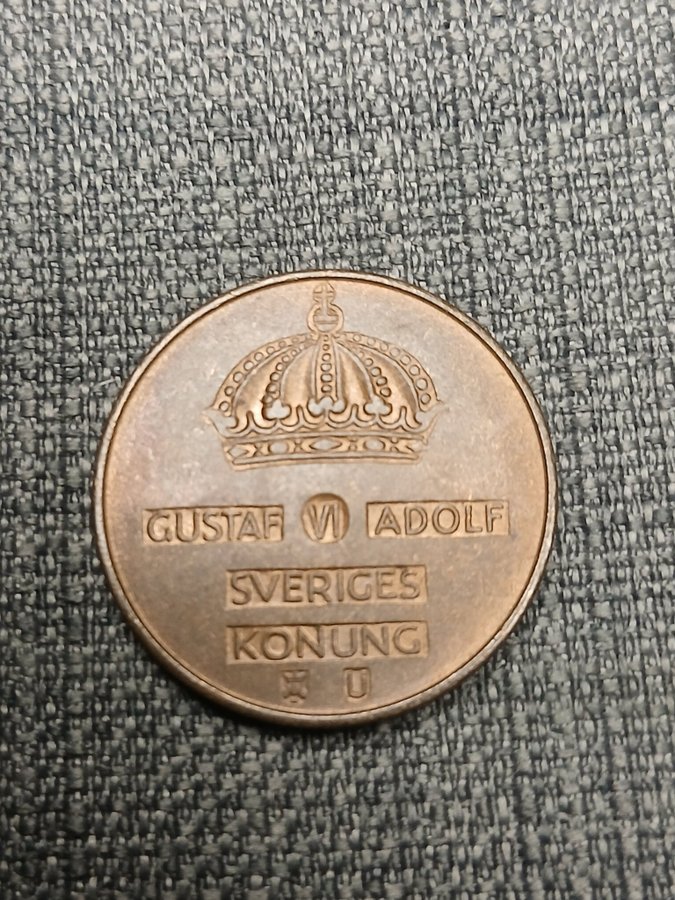 GUSTAF VI ADOLF
SVERIGES
KONUNG
U